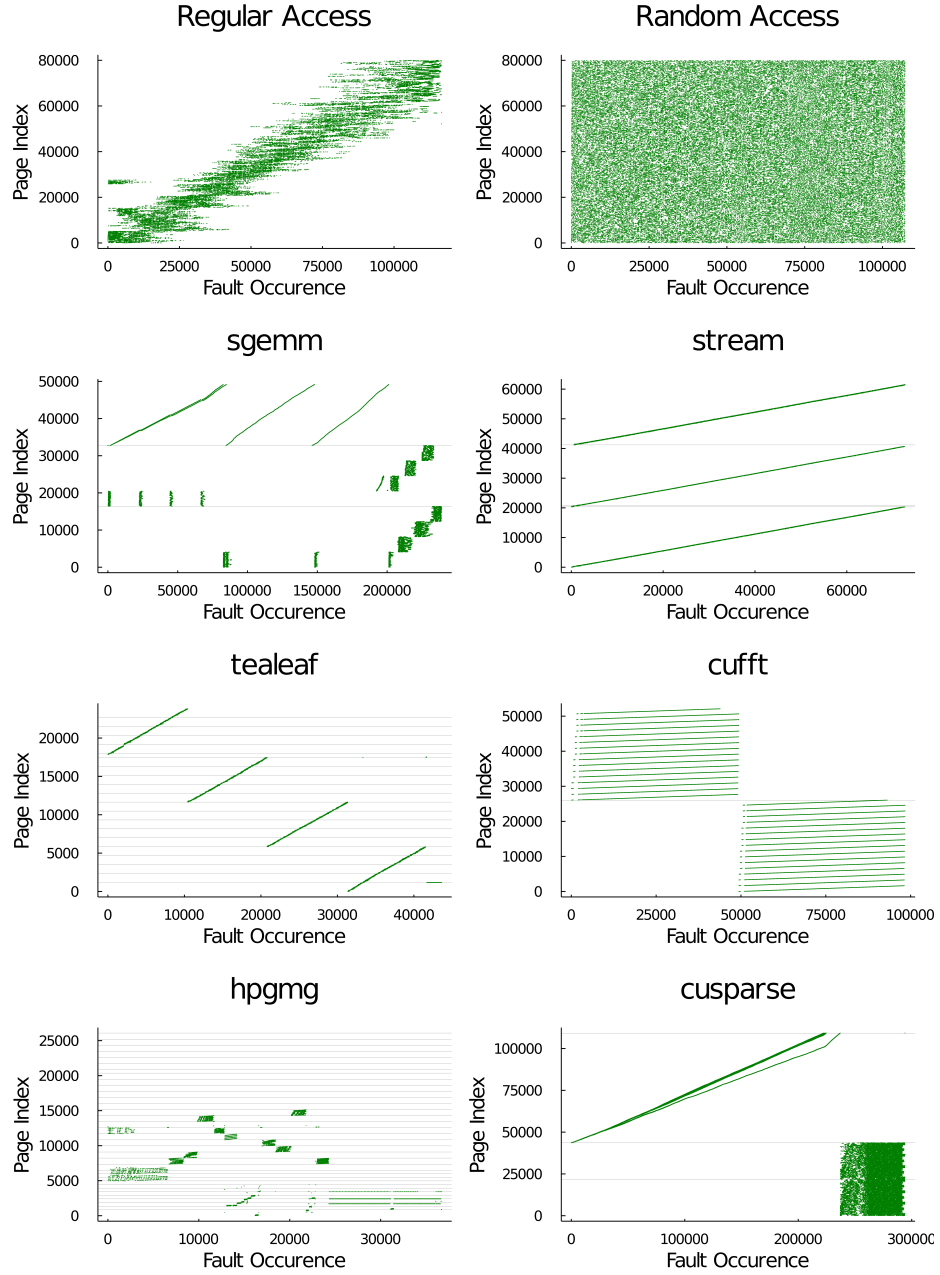 Regular Access
Random Access
80000
60000
40000
20000
0
Page Index
0 25000 50000 75000 100000
Fault Occurence
80000
60000
40000
20000
0
Page Index
0 25000 50000 75000 100000
Fault Occurence
sgemm
stream
50000
40000
30000
20000
10000
0
Page Index
0 50000 100000 150000 200000
Fault Occurence
60000
50000
40000
30000
20000
10000
0
Page Index
0 20000 40000 60000
Fault Occurence
tealeaf
cufft
20000
15000
10000
5000
0
Page Index
0 10000 20000 30000 40000
Fault Occurence
50000
40000
30000
20000
10000
0
Page Index
0 25000 50000 75000 100000
Fault Occurence
hpgmg
cusparse
25000
20000
15000
10000
5000
0
Page Index
0 10000 20000 30000
Fault Occurence
100000
75000
50000
25000
0
Page Index
0 100000 200000 300000
Fault Occurence